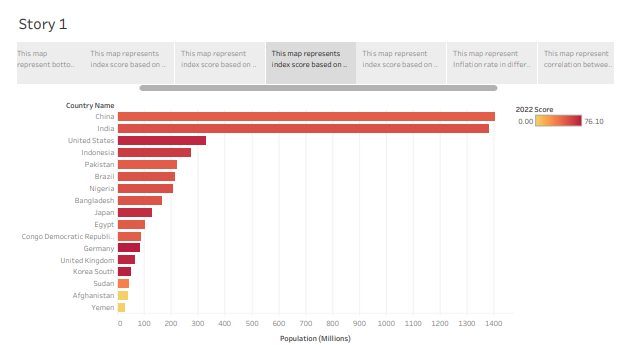 Story 1
This map
represent botto..
This map represents
index score based on ..
This map represent
index score based on ..
This map represents
index score based on ..
This map represent
index score based on ..
This map represent
Inflation rate in differ..
This map represent
correlation betwee..
Country Name
China
India
United States
Indonesia
Pakistan
Brazil
Nigeria
Bangladesh
Japan
Egypt
Congo Democratic Republi..
Germany
United Kingdom
Korea South
Sudan
Afghanistan
Yemen
0 100 200 300 400 500 600 700 800 900 1000 1100 1200 1300 1400
Population (Millions)
2022 Score
0.00 76.10